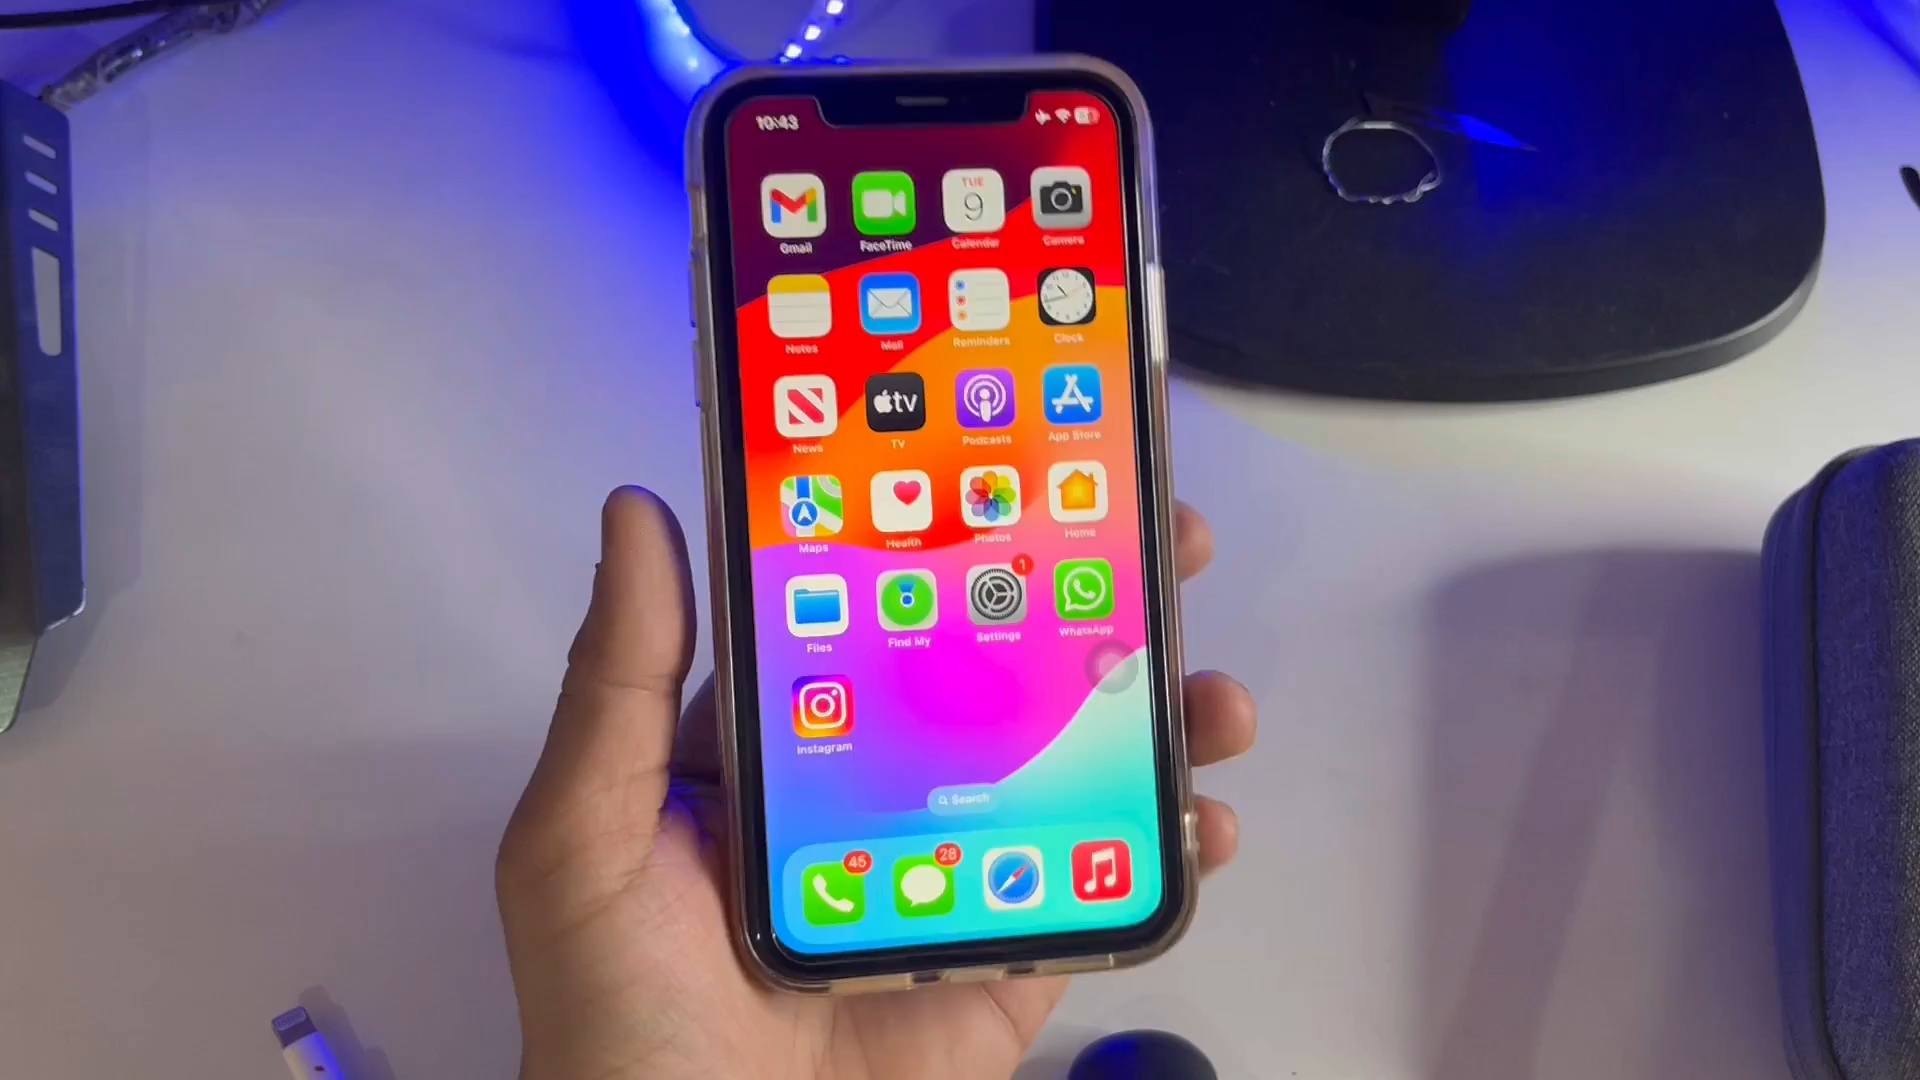 10:43
TUE
9
Gmail FaceTime Calendar Camera
Notes Mail Reminders Clock
tv
News TV Podcasts App Store
Maps Health Photos Home
1
Files Find My Settings WhatsApp
Instagram
Search
45 28